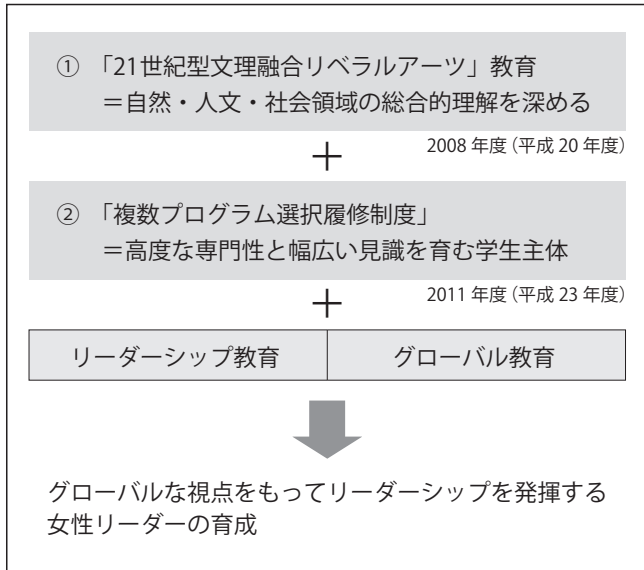 ① 「21世紀型文理融合リベラルアーツ」教育
＝自然・人文・社会領域の総合的理解を深める
＋
2008 年度（平成 20 年度）
② 「複数プログラム選択履修制度」
＝高度な専門性と幅広い見識を育む学生主体
＋
2011 年度（平成 23 年度）
リーダーシップ教育
グローバル教育
グローバルな視点をもってリーダーシップを発揮する
女性リーダーの育成